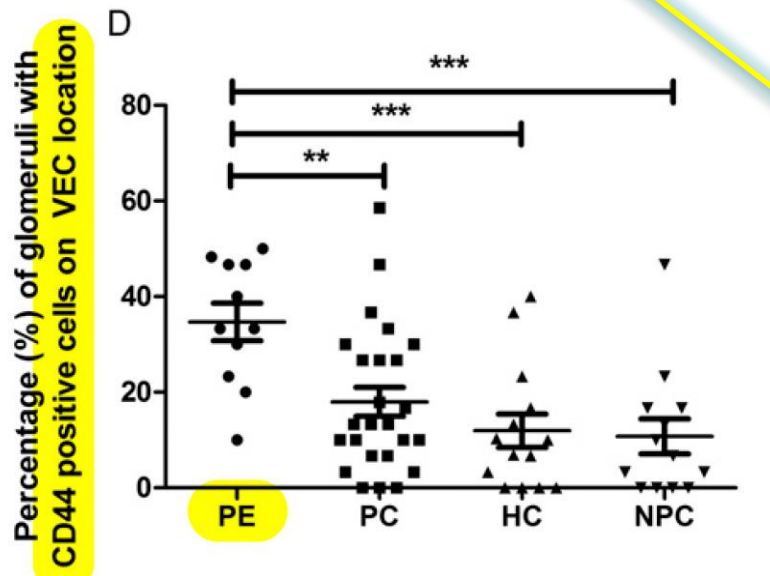 D
Percentage (%) of glomeruli with
CD44 positive cells on VEC location
***
***
**
80
60
40
20
0
PE PC HC NPC